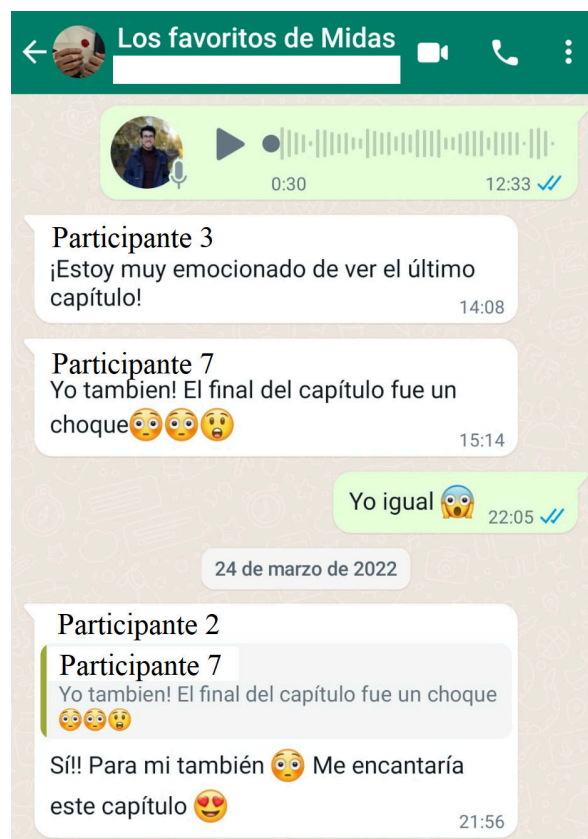 Los favoritos de Midas
0:30
12:33
Participante 3
¡Estoy muy emocionado de ver el último
capítulo!
14:08
Participante 7
Yo tambien! El final del capítulo fue un
choque😳😳😲
15:14
Yo igual 😱
22:05
24 de marzo de 2022
Participante 2
Participante 7
Yo tambien! El final del capítulo fue un choque
😳😳😲
Sí!! Para mi también 😳 Me encantaría
este capítulo 😍
21:56